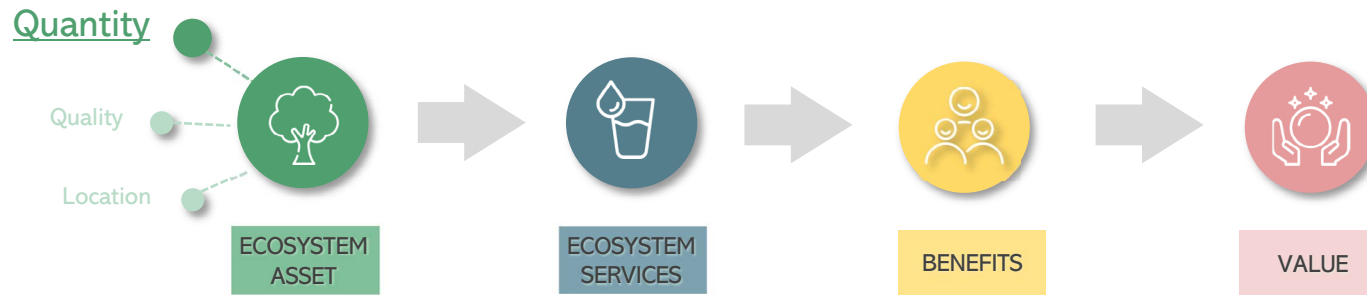 Quantity
Quality
Location
ECOSYSTEM
ASSET
ECOSYSTEM
SERVICES
BENEFITS
VALUE